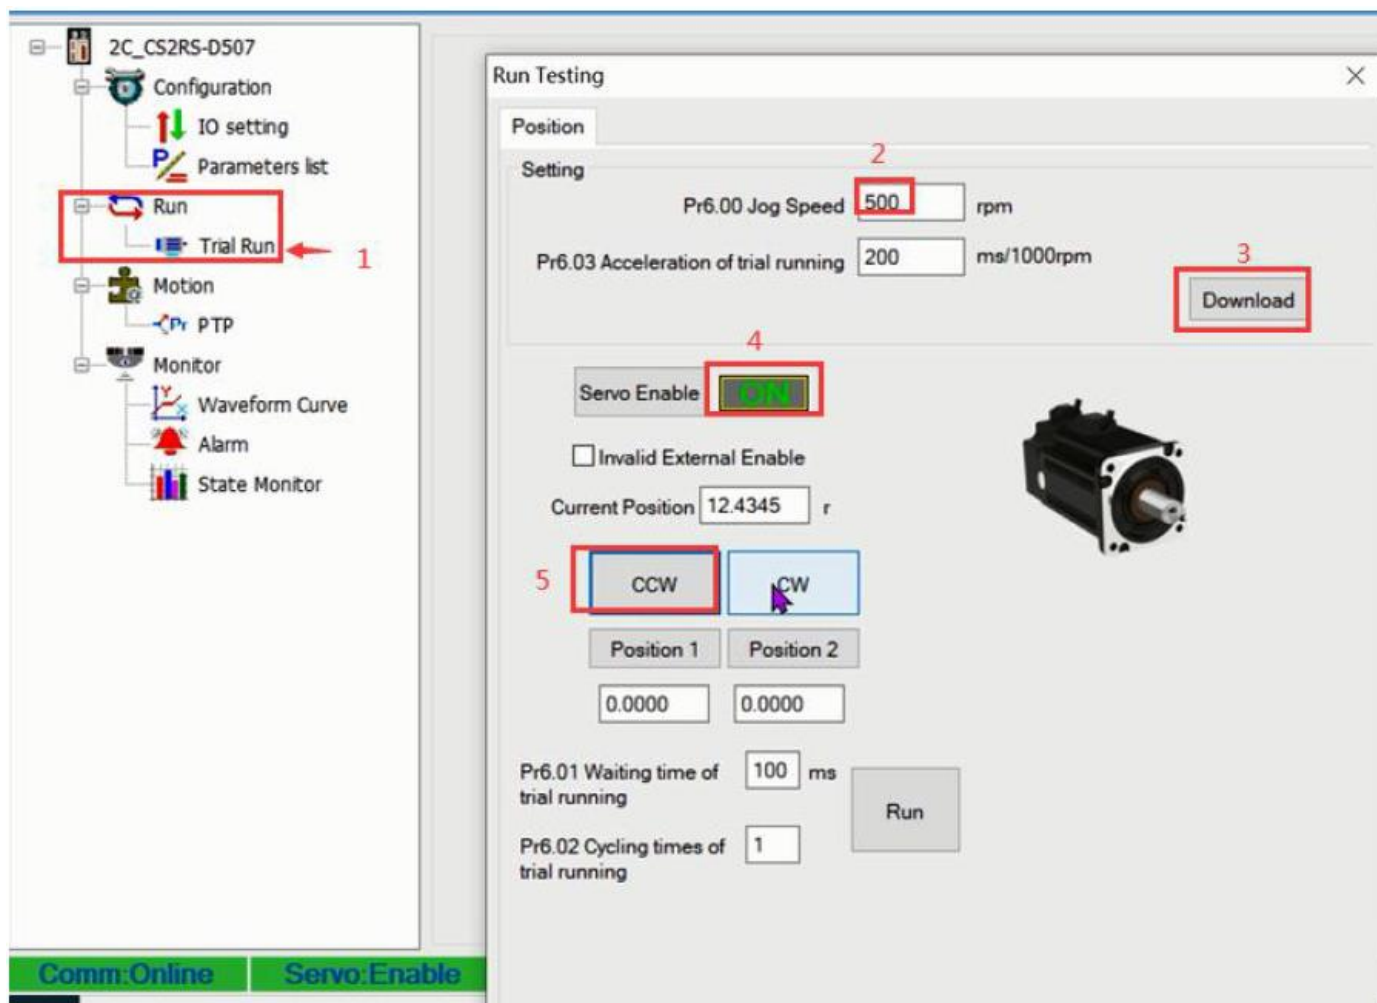 2C_CS2RS-D507
Configuration
IO setting
Parameters list
Run
Trial Run
1
Motion
Pr PTP
Monitor
Waveform Curve
Alarm
State Monitor
Comm:Online
Servo:Enable
Run Testing
Position
Setting
2
Pr6.00 Jog Speed 500 rpm
Pr6.03 Acceleration of trial running 200 ms/1000rpm
3
Download
4
Servo Enable ON
Invalid External Enable
Current Position 12.4345 r
5
CCW CW
Position 1 Position 2
0.0000 0.0000
Pr6.01 Waiting time of
trial running
100 ms
Run
Pr6.02 Cycling times of
trial running
1